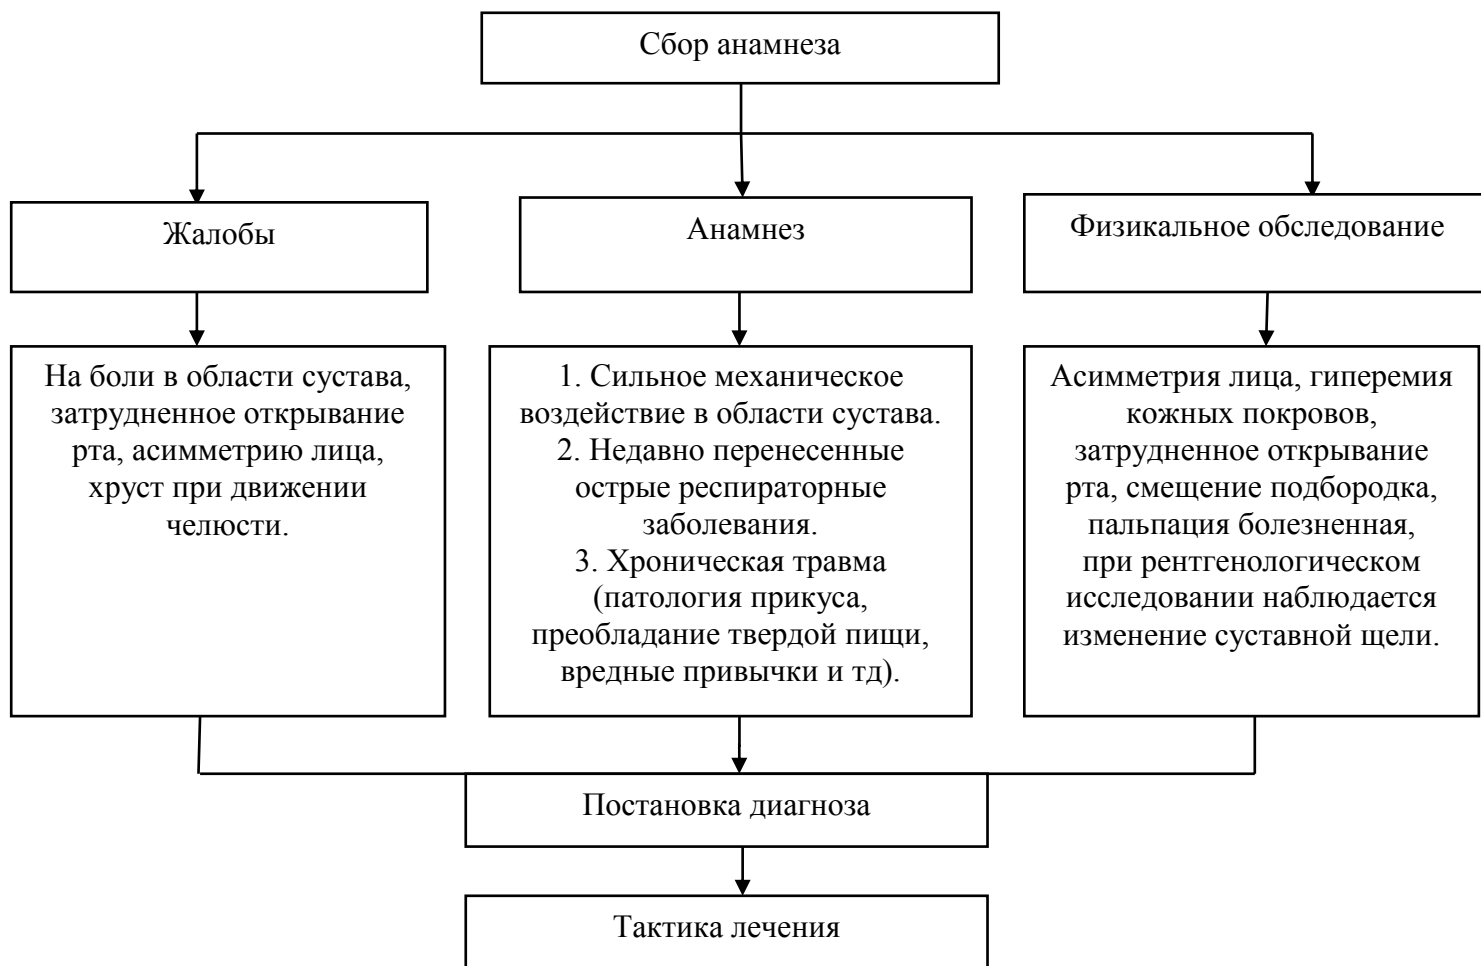 Сбор анамнеза
Жалобы
Анамнез
Физикальное обследование
На боли в области сустава,
затрудненное открывание
рта, асимметрию лица,
хруст при движении
челюсти.
1. Сильное механическое
воздействие в области сустава.
2. Недавно перенесенные
острые респираторные
заболевания.
3. Хроническая травма
(патология прикуса,
преобладание твердой пищи,
вредные привычки и тд).
Асимметрия лица, гиперемия
кожных покровов,
затрудненное открывание
рта, смещение подбородка,
пальпация болезненная,
при рентгенологическом
исследовании наблюдается
изменение суставной щели.
Постановка диагноза
Тактика лечения